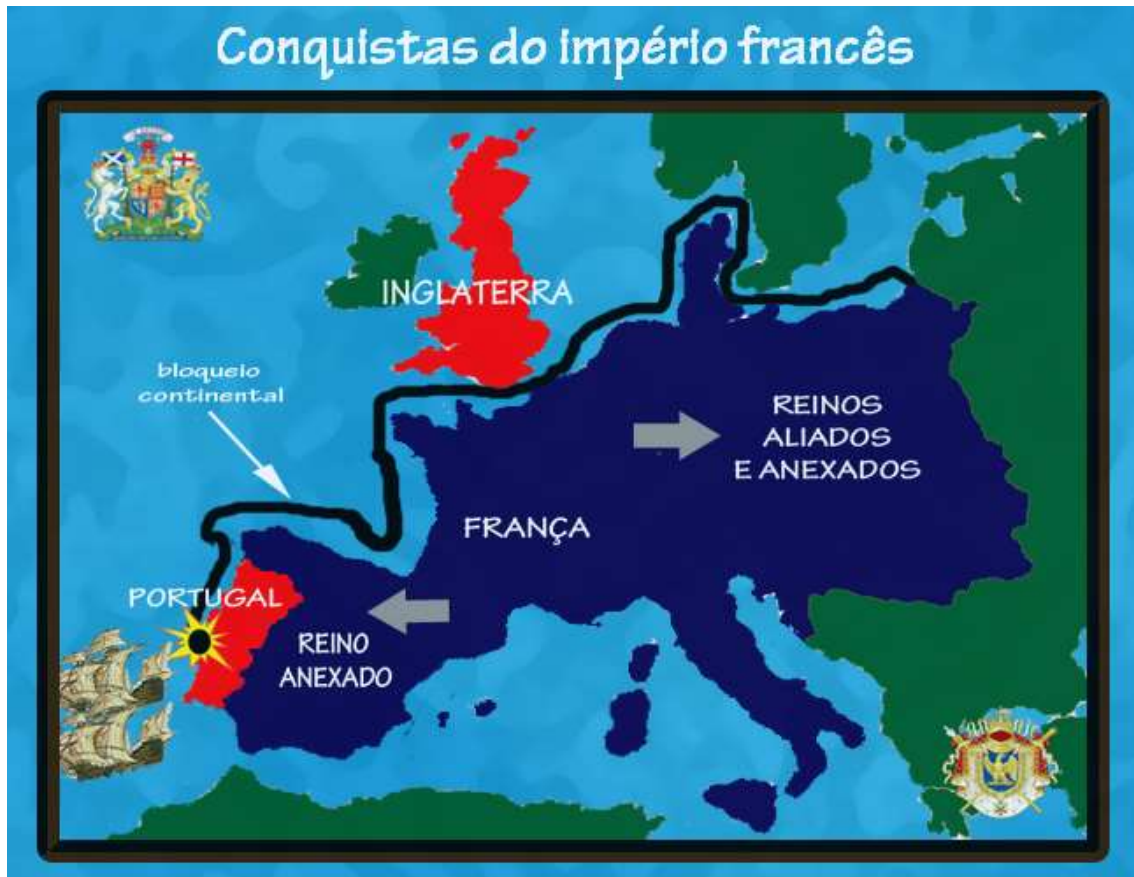 Conquistas do império francês
INGLATERRA
bloqueio
continental
REINOS
ALIADOS
E ANEXADOS
FRANÇA
PORTUGAL
REINO
ANEXADO